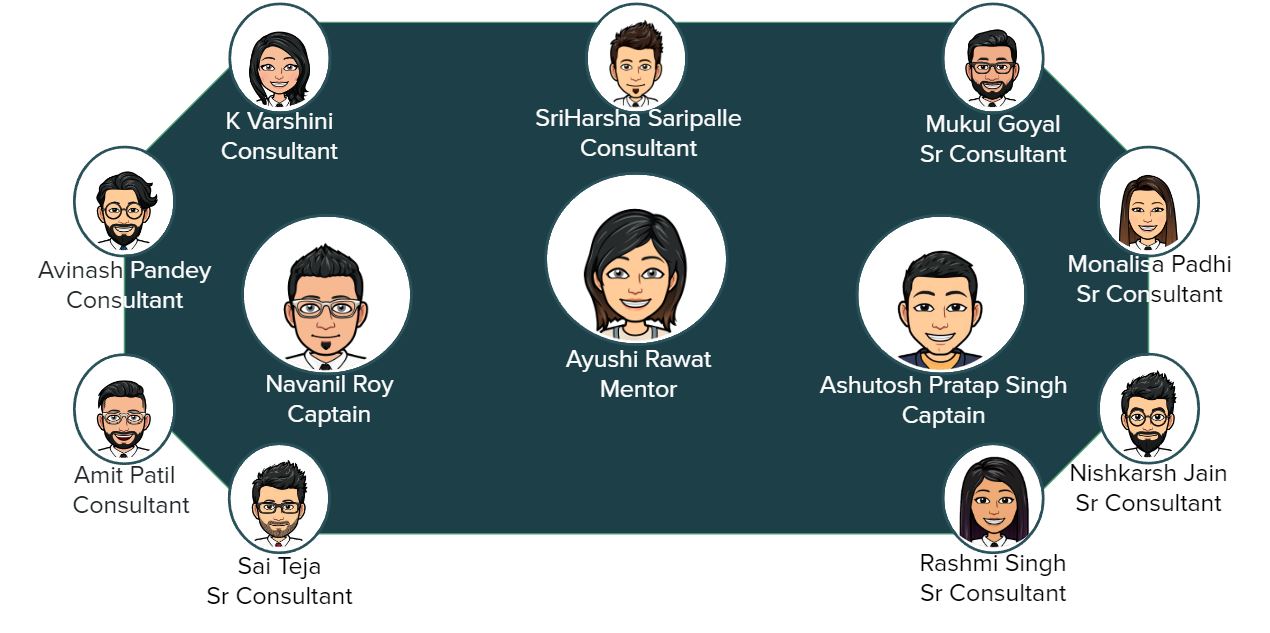 K Varshini
Consultant
SriHarsha Saripalle
Consultant
Mukul Goyal
Sr Consultant
Avinash Pandey
Consultant
Monalisa Padhi
Sr Consultant
Navanil Roy
Captain
Ayushi Rawat
Mentor
Ashutosh Pratap Singh
Captain
Amit Patil
Consultant
Nishkarsh Jain
Sr Consultant
Sai Teja
Sr Consultant
Rashmi Singh
Sr Consultant